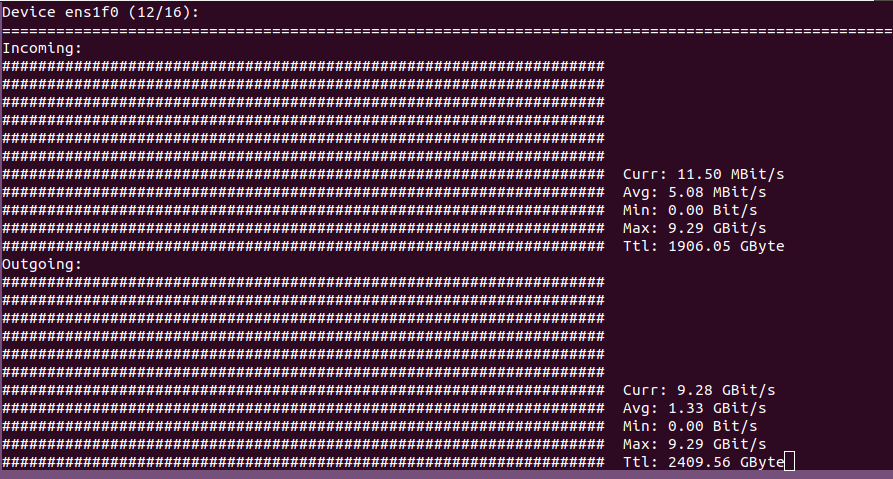 Device ens1f0 (12/16):
===================================================================================================
Incoming:
###################################################################
###################################################################
###################################################################
###################################################################
###################################################################
###################################################################
################################################################### Curr: 11.50 MBit/s
################################################################### Avg: 5.08 MBit/s
################################################################### Min: 0.00 Bit/s
################################################################### Max: 9.29 GBit/s
################################################################### Ttl: 1906.05 GByte
Outgoing:
###################################################################
###################################################################
###################################################################
###################################################################
###################################################################
###################################################################
################################################################### Curr: 9.28 GBit/s
################################################################### Avg: 1.33 GBit/s
################################################################### Min: 0.00 Bit/s
################################################################### Max: 9.29 GBit/s
################################################################### Ttl: 2409.56 GByte